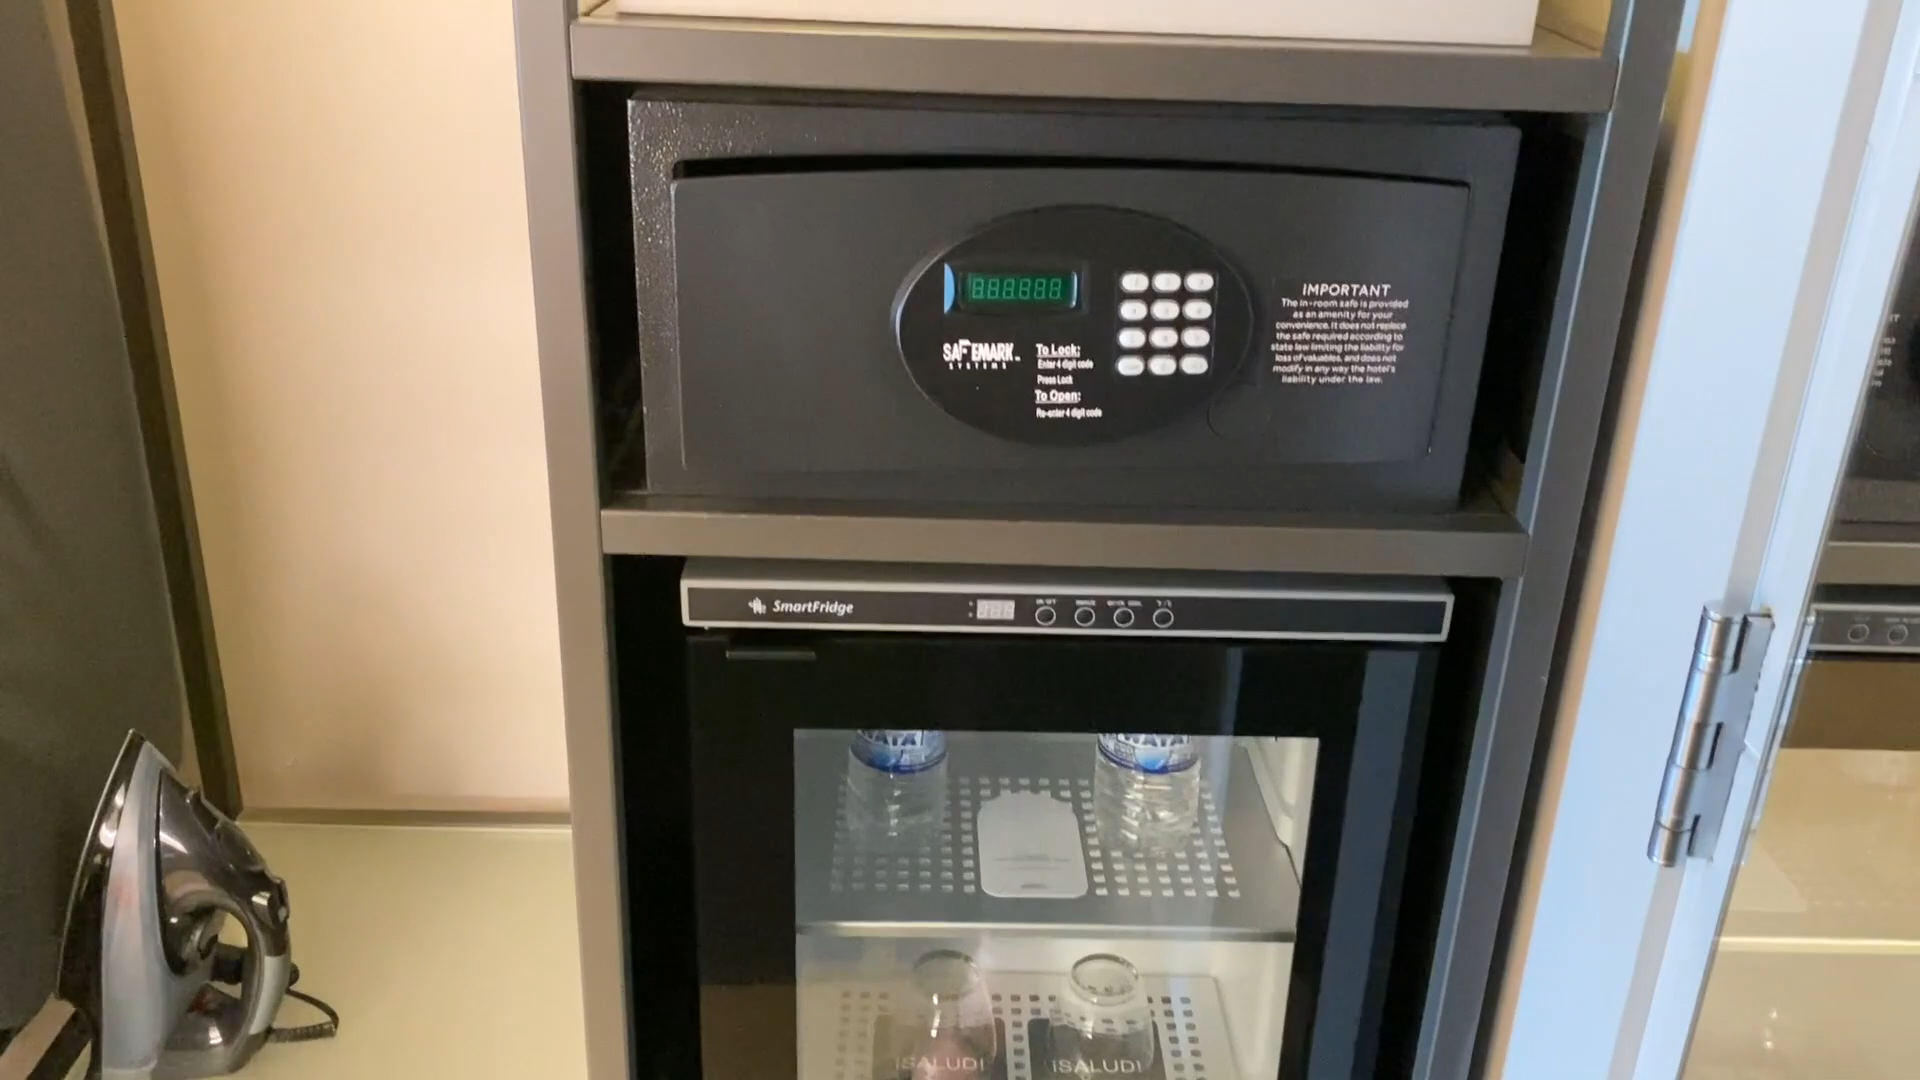 SAFEMARK
SYSTEMS
To Lock:
Enter 4 digit code
Press Lock
To Open:
Re-enter 4 digit code
IMPORTANT
The in-room safe is provided
as an amenity for your
convenience. It does not replace
the safe required according to
state law limiting the liability for
loss of valuables, and does not
modify in any way the hotel's
liability under the law.
SmartFridge
¡SALUD!
¡SALUD!